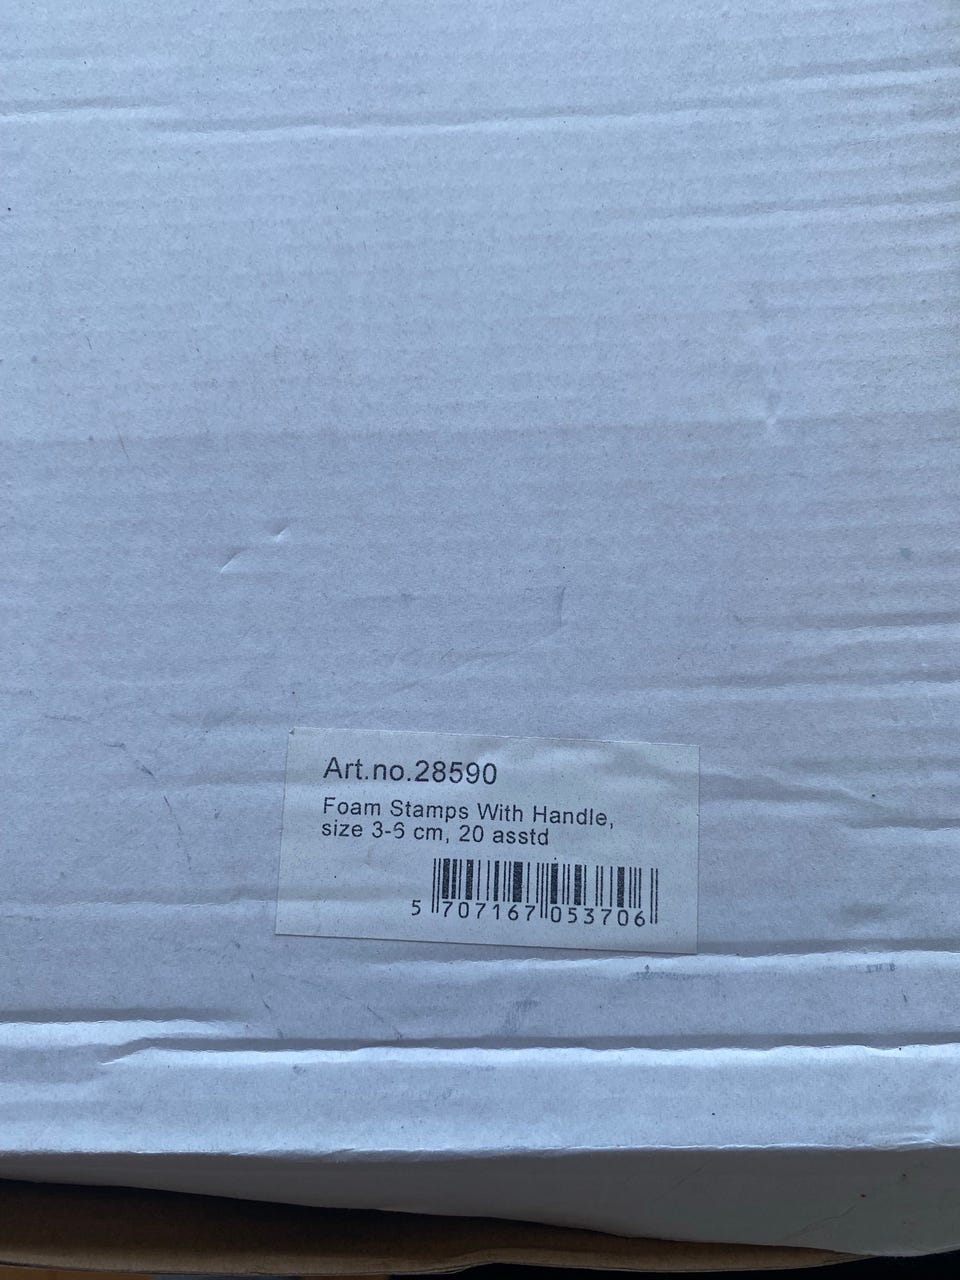 Art.no.28590
Foam Stamps With Handle,
size 3-6 cm, 20 asstd
5 707167 053706